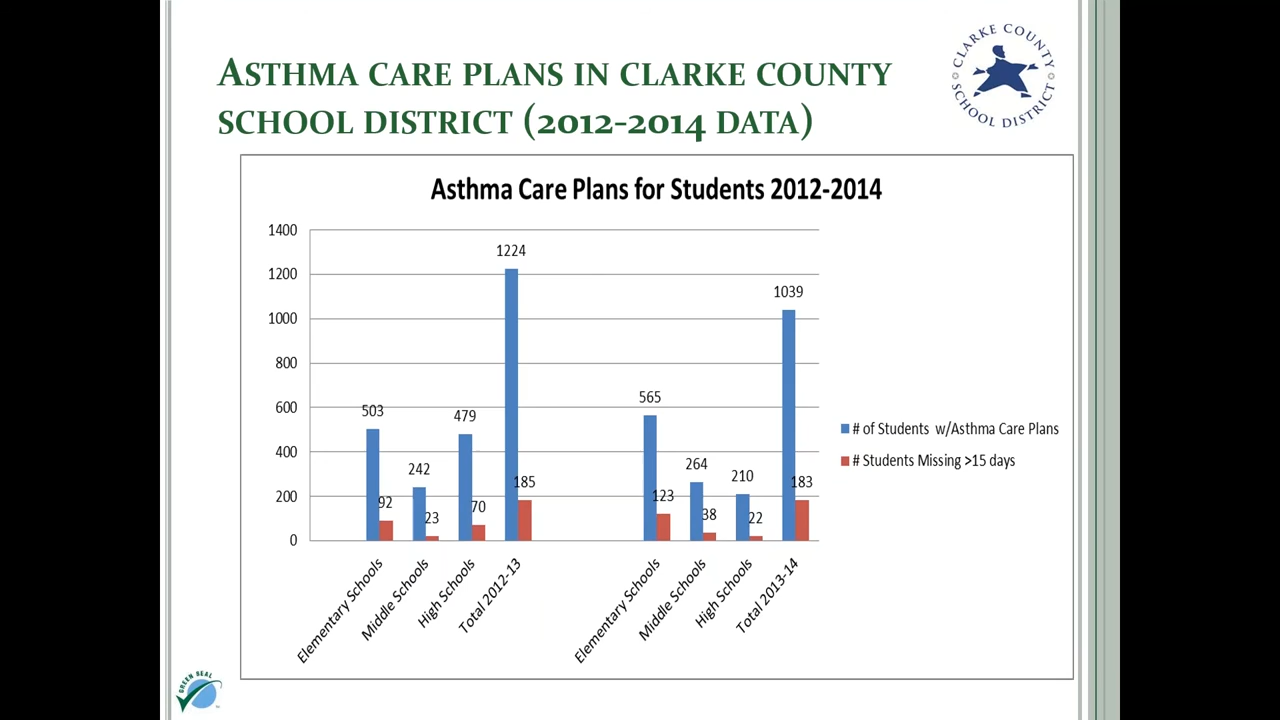 ASTHMA CARE PLANS IN CLARKE COUNTY
SCHOOL DISTRICT (2012-2014 DATA)
CLARKE COUNTY
SCHOOL DISTRICT
Asthma Care Plans for Students 2012-2014
1400
1200
1000
800
600
400
200
0
503
92
242
23
479
70
1224
185
565
123
264
38
210
22
1039
183
Elementary Schools
Middle Schools
High Schools
Total 2012-13
Elementary Schools
Middle Schools
High Schools
Total 2013-14
# of Students w/Asthma Care Plans
# Students Missing >15 days
GREEN SEAL